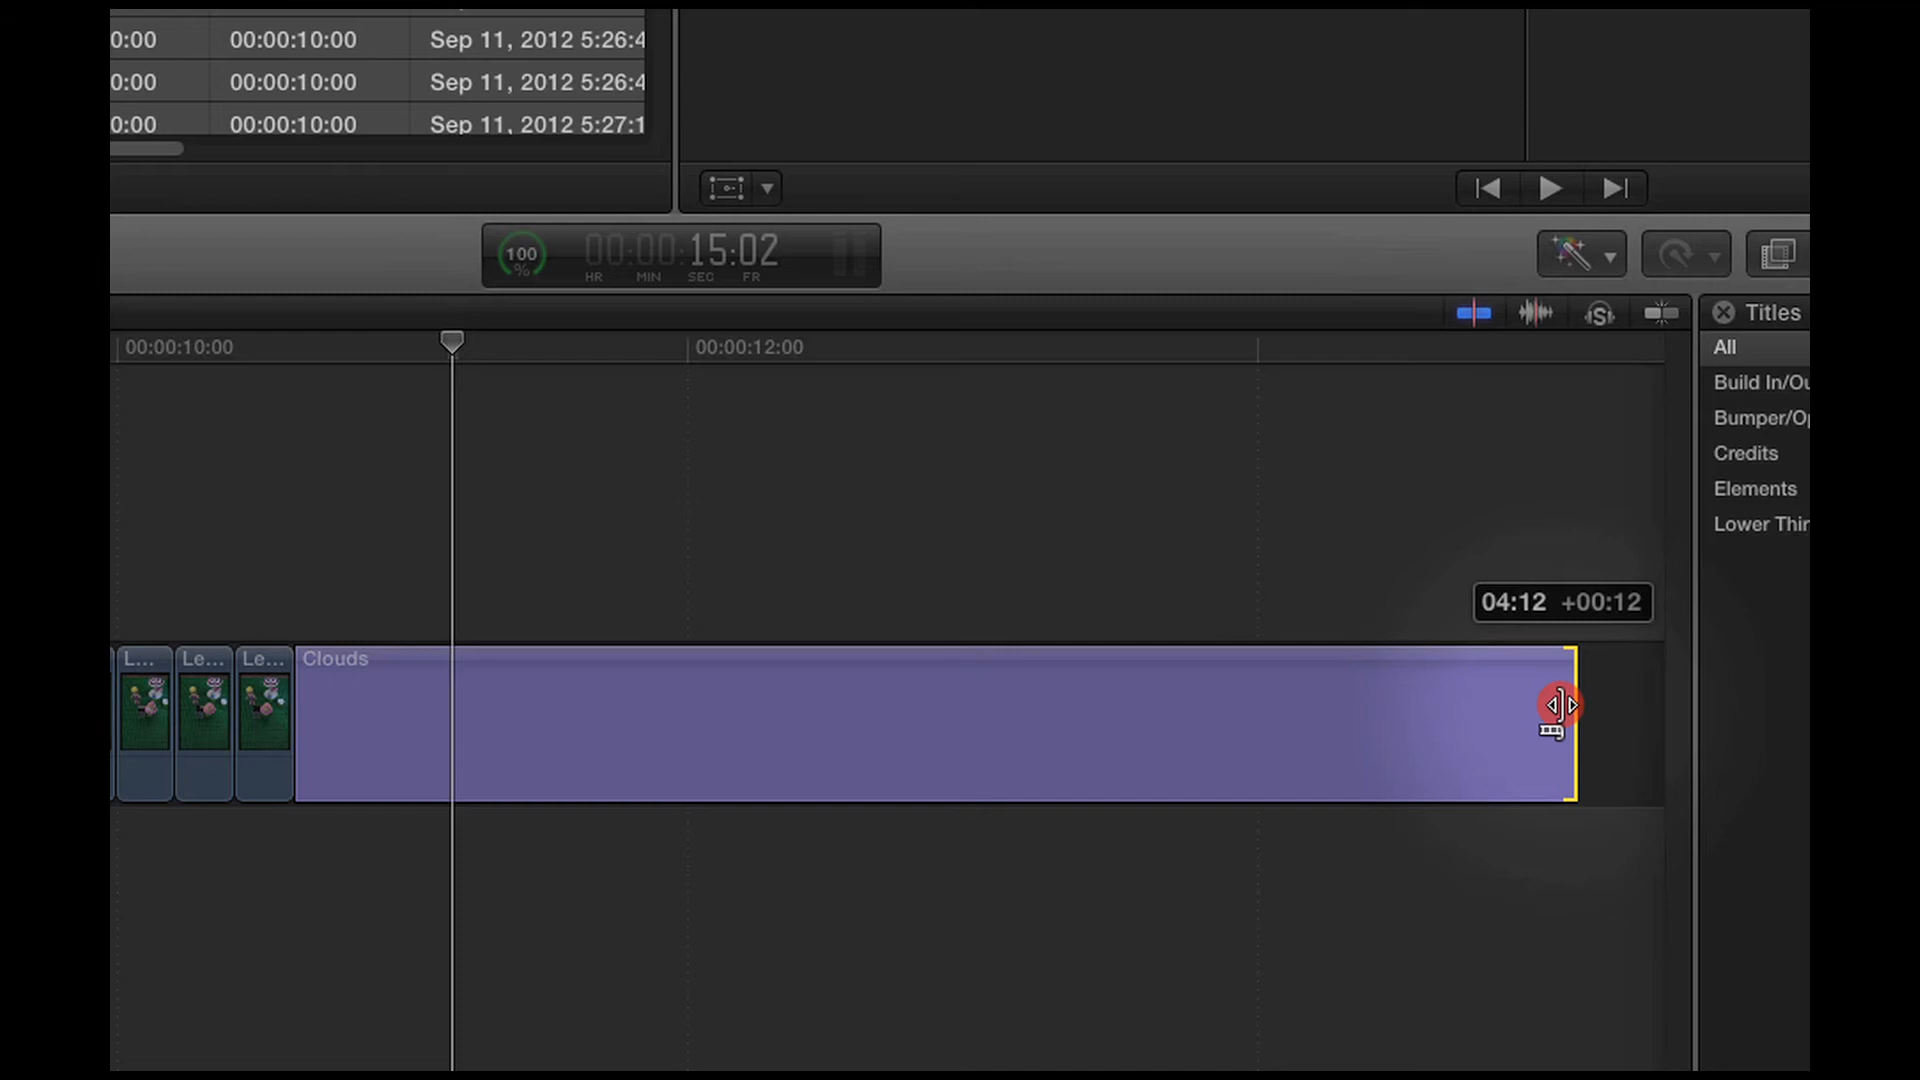 0:00 00:00:10:00 Sep 11, 2012 5:26:4
0:00 00:00:10:00 Sep 11, 2012 5:26:4
0:00 00:00:10:00 Sep 11, 2012 5:27:1
100 % 00:00:15:02
HR MIN SEC FR
Titles
00:00:10:00 00:00:12:00
All
Build In/Ou
Bumper/Op
Credits
Elements
Lower Thir
04:12 +00:12
L... Le... Le... Clouds